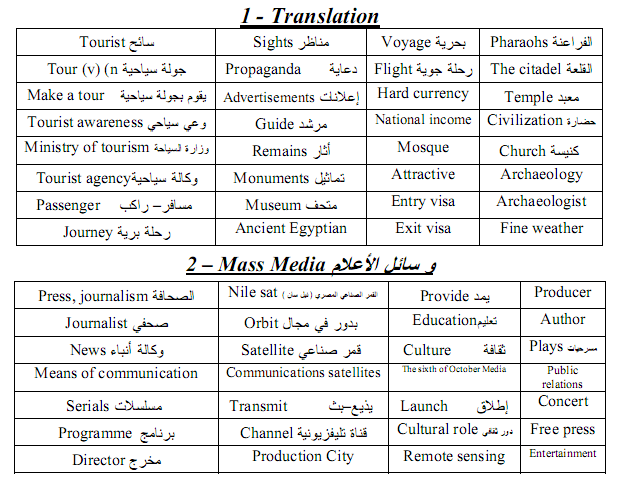 1 - Translation
Tourist سائح	Sights مناظر	Voyage بحرية	Pharaohs الفراعنة
Tour (v) (n جولة سياحية	Propaganda دعاية	Flight رحلة جوية	The citadel القلعة
Make a tour يقوم بجولة سياحية	Advertisements إعلانات	Hard currency	Temple معبد
Tourist awareness وعي سياحي	Guide مرشد	National income	Civilization حضارة
Ministry of tourism وزارة السياحة	Remains أثار	Mosque	Church كنيسة
Tourist agency وكالة سياحية	Monuments تماثيل	Attractive	Archaeology
Passenger مسافر – راكب	Museum متحف	Entry visa	Archaeologist
Journey رحلة برية	Ancient Egyptian	Exit visa	Fine weather
2 – Mass Media و سائل الأعلام
Press, journalism الصحافة	Nile sat القمر الصناعي المصري ( نيل سات )	Provide يمد	Producer
Journalist صحفي	Orbit بدور في مجال	Education تعليم	Author
News وكالة أنباء	Satellite قمر صناعي	Culture ثقافة	Plays مسرحيات
Means of communication	Communications satellites	The sixth of October Media	Public relations
Serials مسلسلات	Transmit يذيع–بث	Launch إطلاق	Concert
Programme برنامج	Channel قناة تليفزيونية	Cultural role دور ثقافي	Free press
Director مخرج	Production City	Remote sensing	Entertainment